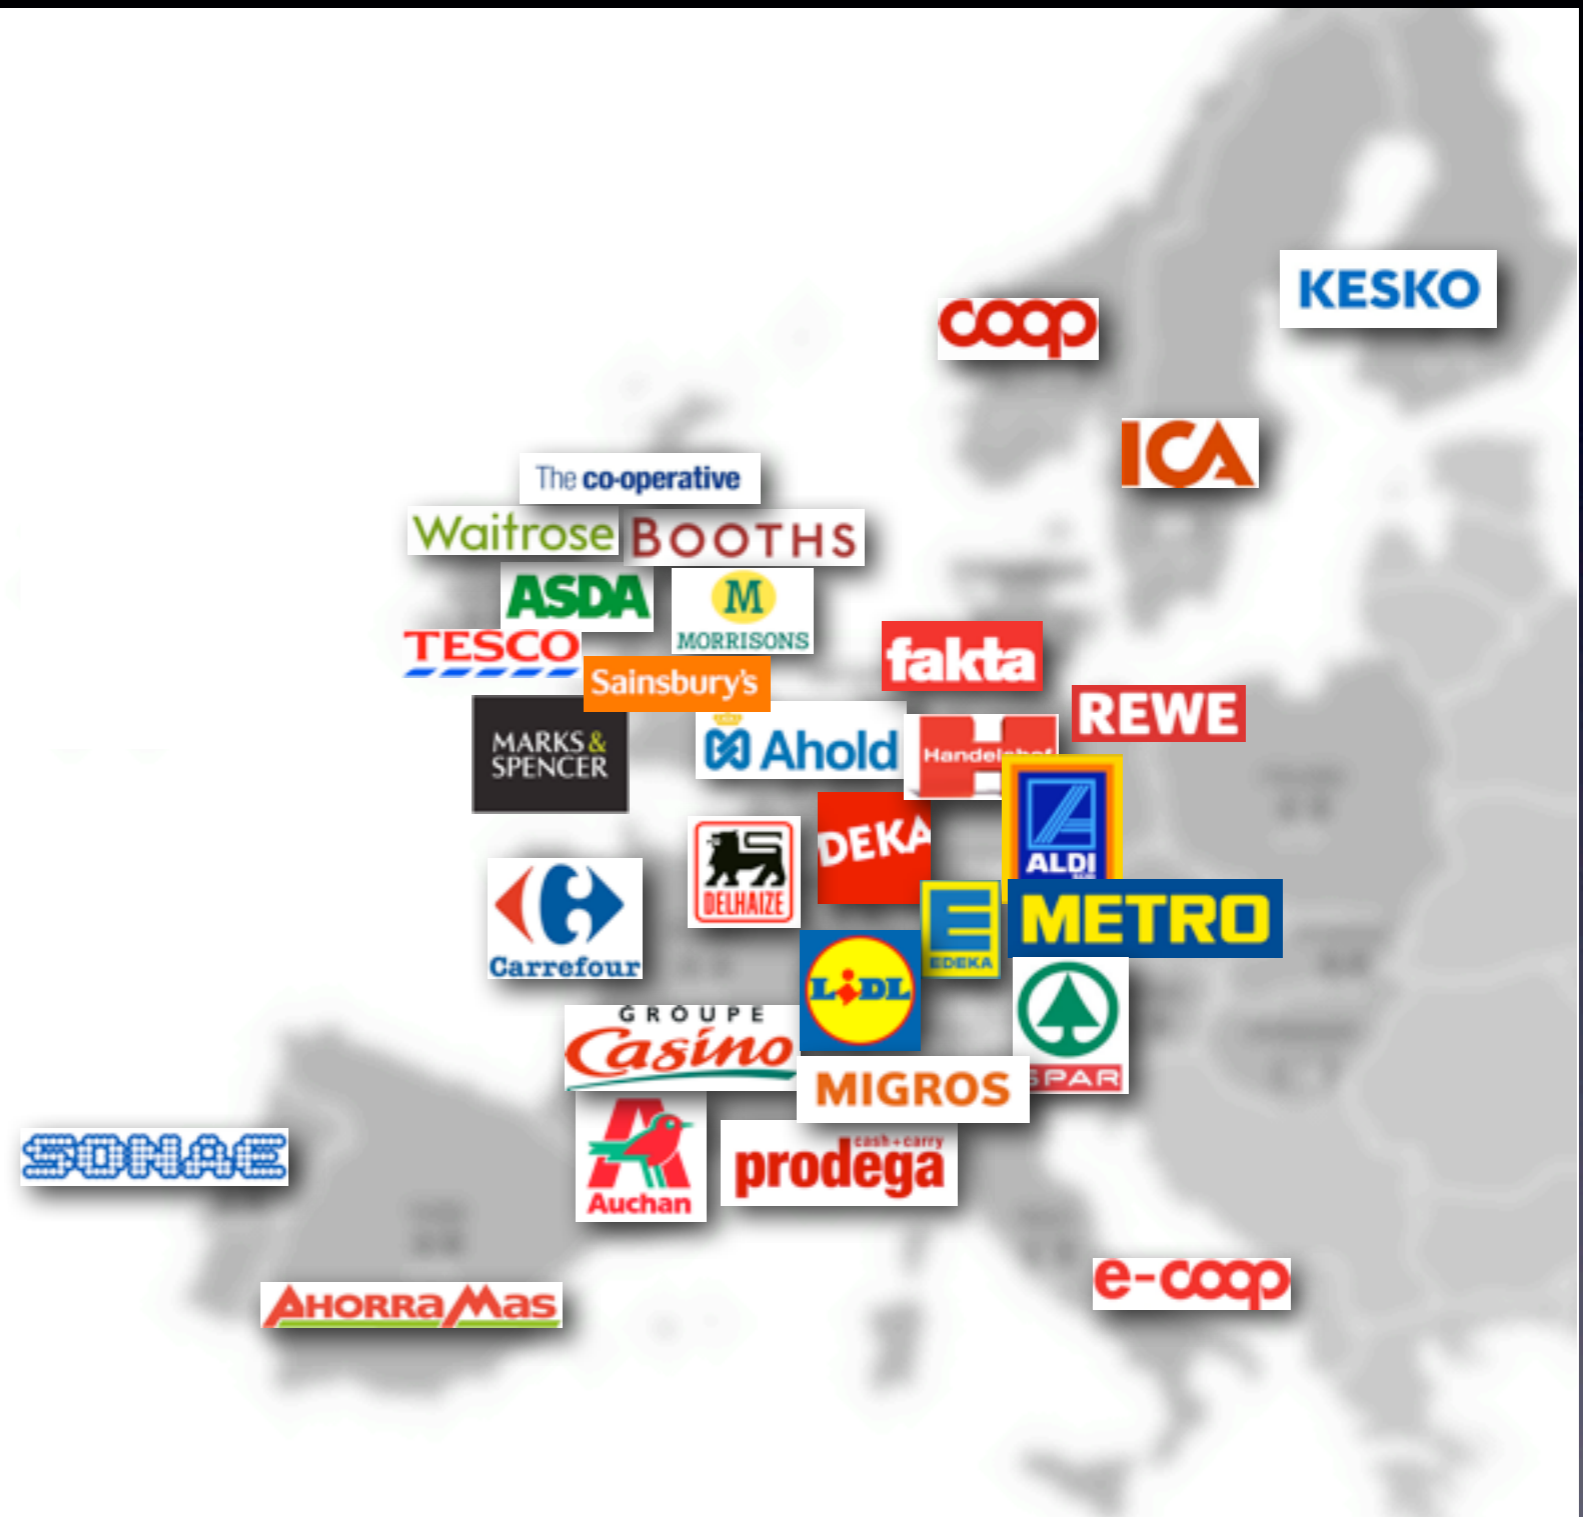 KESKO
coop
ICA
The co-operative
Waitrose
BOOTHS
ASDA
M
MORRISONS
TESCO
Sainsbury's
fakta
REWE
MARKS &
SPENCER
Ahold
Handelshof
ALDI
DEKA
DELHAIZE
Carrefour
EDEKA
METRO
LiDL
SPAR
GROUPE
Casino
MIGROS
Auchan
cash+carry
prodega
SONAE
AHORRAMAS
e-coop